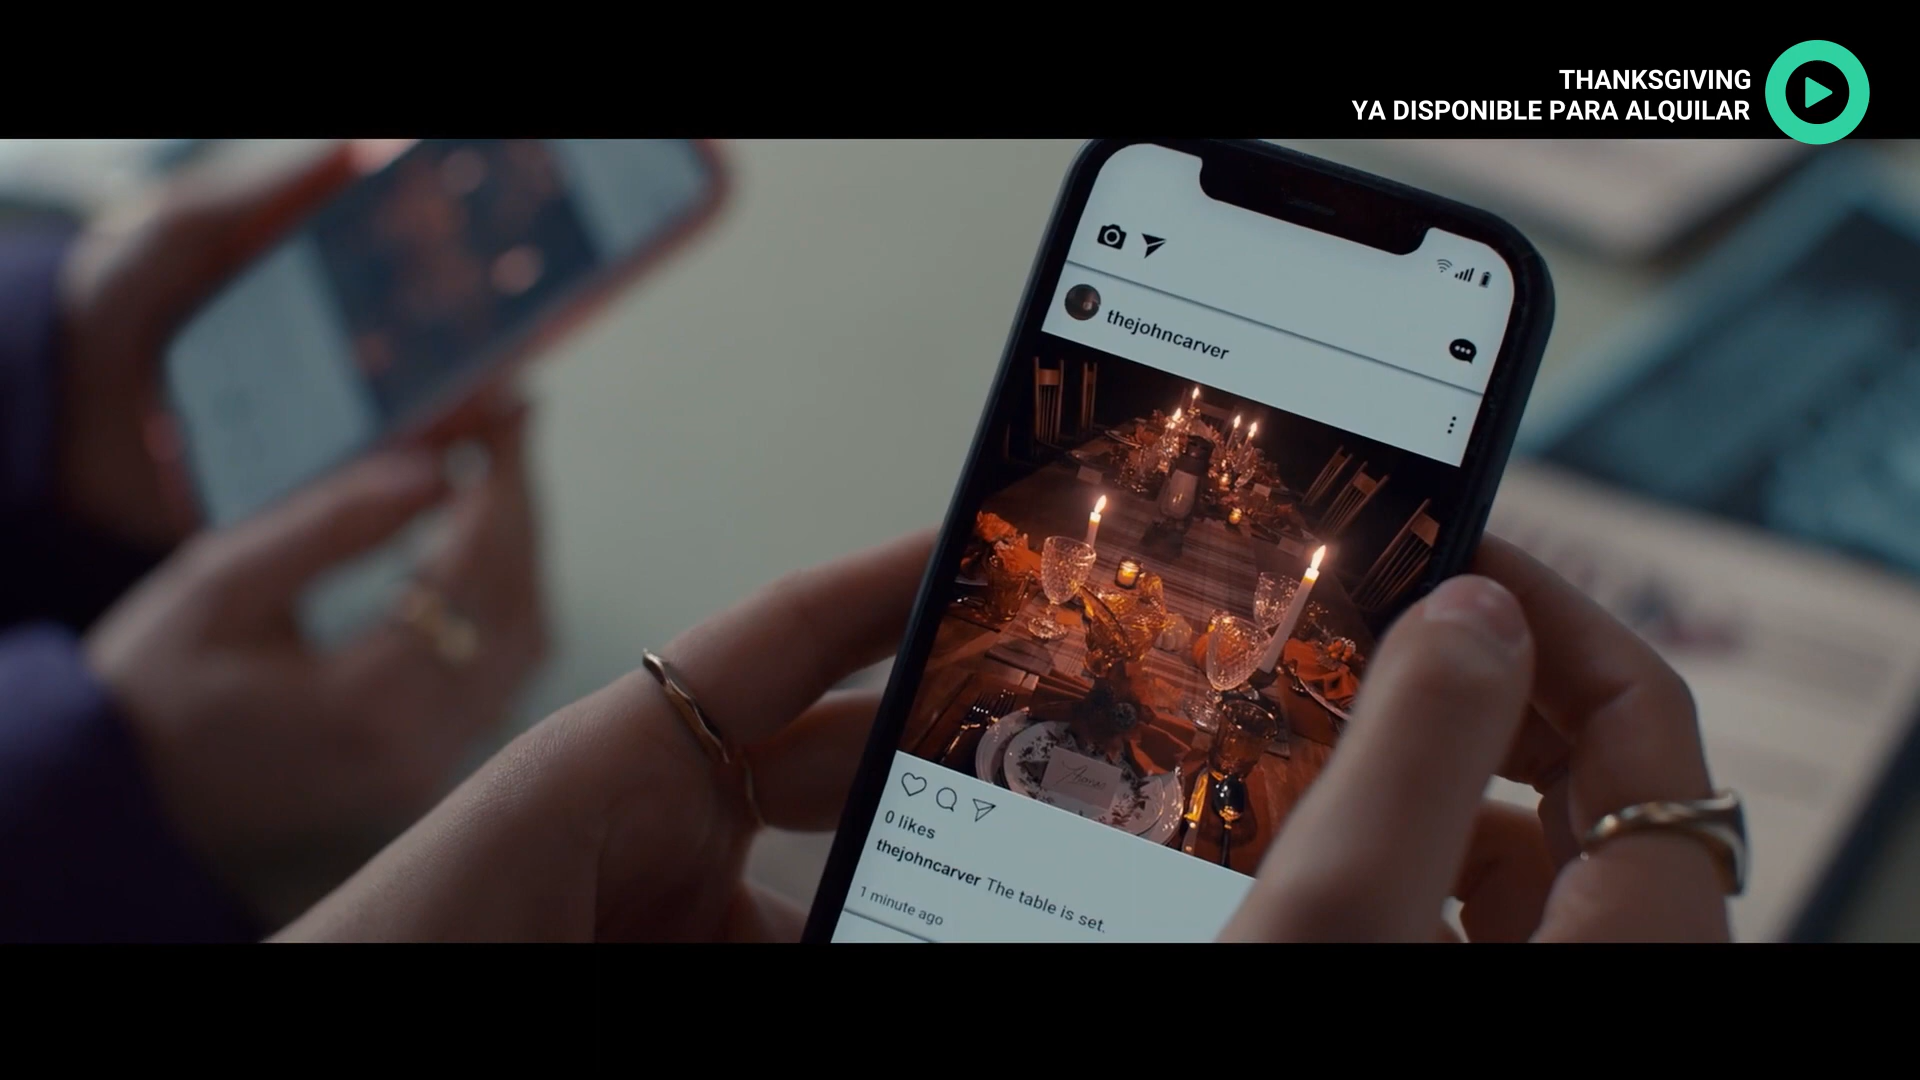 THANKSGIVING
YA DISPONIBLE PARA ALQUILAR
thejohncarver
0 likes
thejohncarver The table is set.
1 minute ago